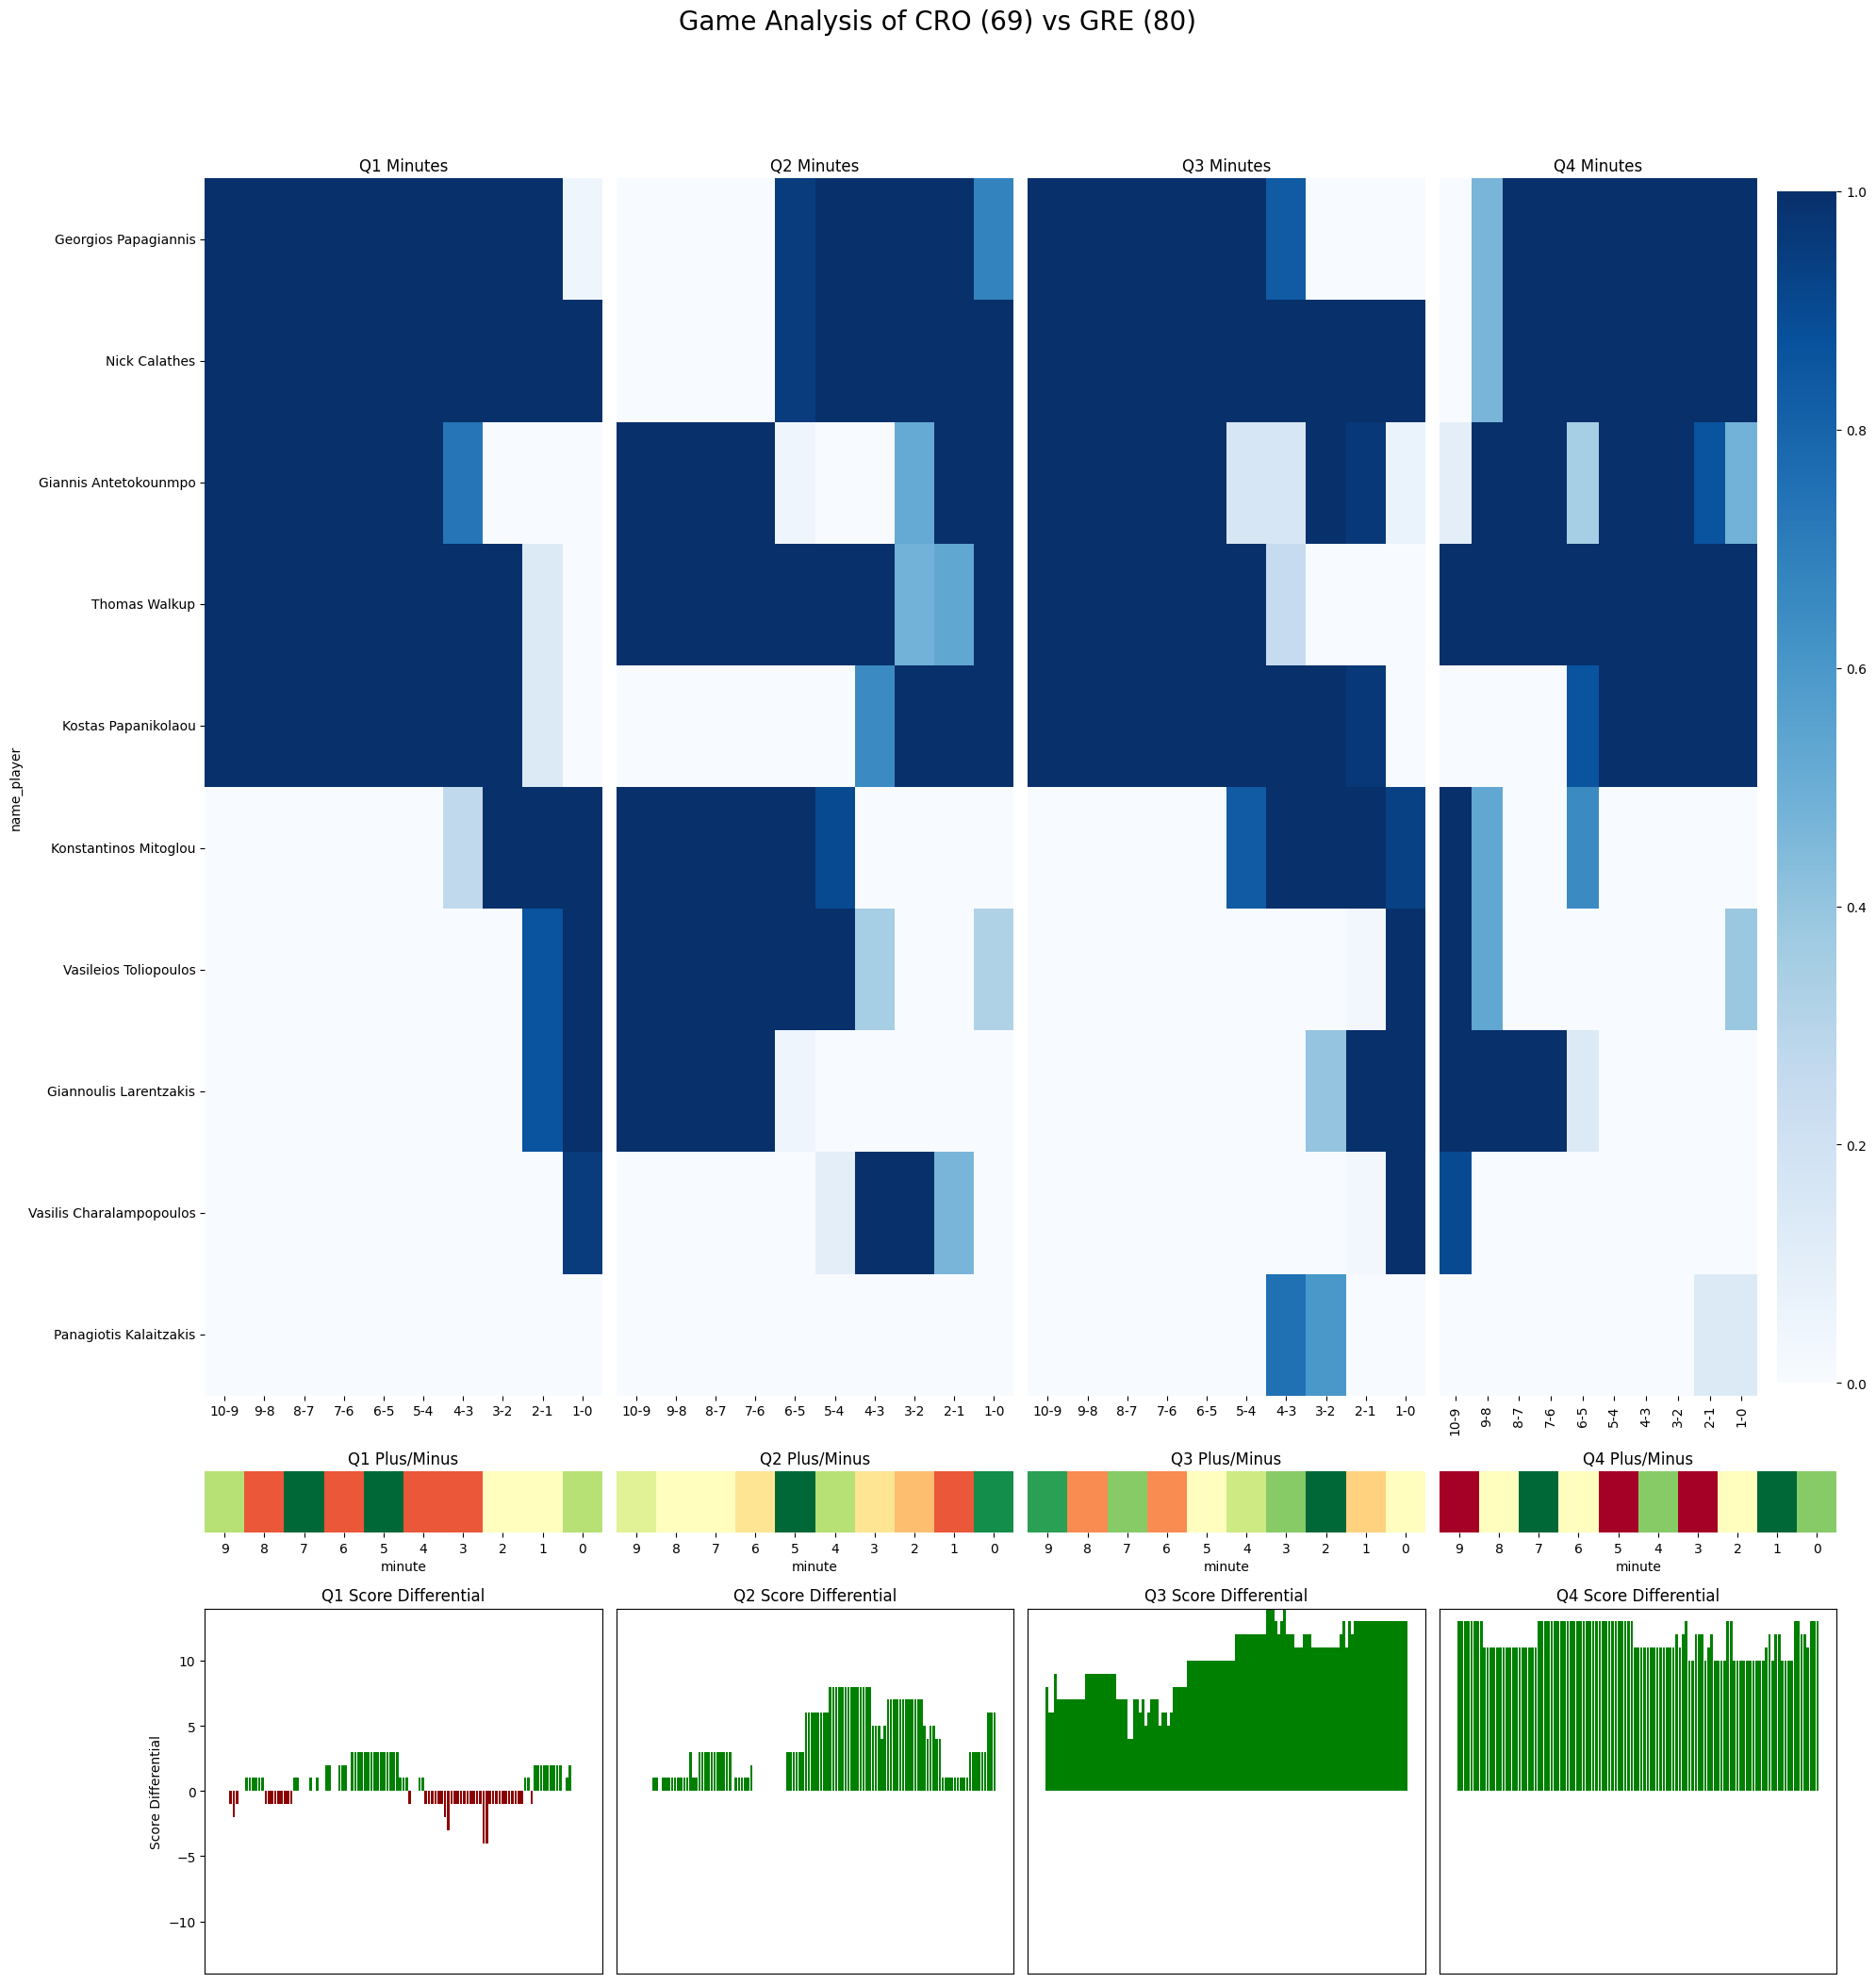 Game Analysis of CRO (69) vs GRE (80)
Q1 Minutes Q2 Minutes Q3 Minutes Q4 Minutes
name_player
Georgios Papagiannis
Nick Calathes
Giannis Antetokounmpo
Thomas Walkup
Kostas Papanikolaou
Konstantinos Mitoglou
Vasileios Toliopoulos
Giannoulis Larentzakis
Vasilis Charalampopoulos
Panagiotis Kalaitzakis
1.0
0.8
0.6
0.4
0.2
0.0
10-9 9-8 8-7 7-6 6-5 5-4 4-3 3-2 2-1 1-0 10-9 9-8 8-7 7-6 6-5 5-4 4-3 3-2 2-1 1-0 10-9 9-8 8-7 7-6 6-5 5-4 4-3 3-2 2-1 1-0 10-9 9-8 8-7 7-6 6-5 5-4 4-3 3-2 2-1 1-0
Q1 Plus/Minus Q2 Plus/Minus Q3 Plus/Minus Q4 Plus/Minus
9 8 7 6 5 4 3 2 1 0 9 8 7 6 5 4 3 2 1 0 9 8 7 6 5 4 3 2 1 0 9 8 7 6 5 4 3 2 1 0
minute minute minute minute
Q1 Score Differential Q2 Score Differential Q3 Score Differential Q4 Score Differential
Score Differential
10
5
0
−5
−10